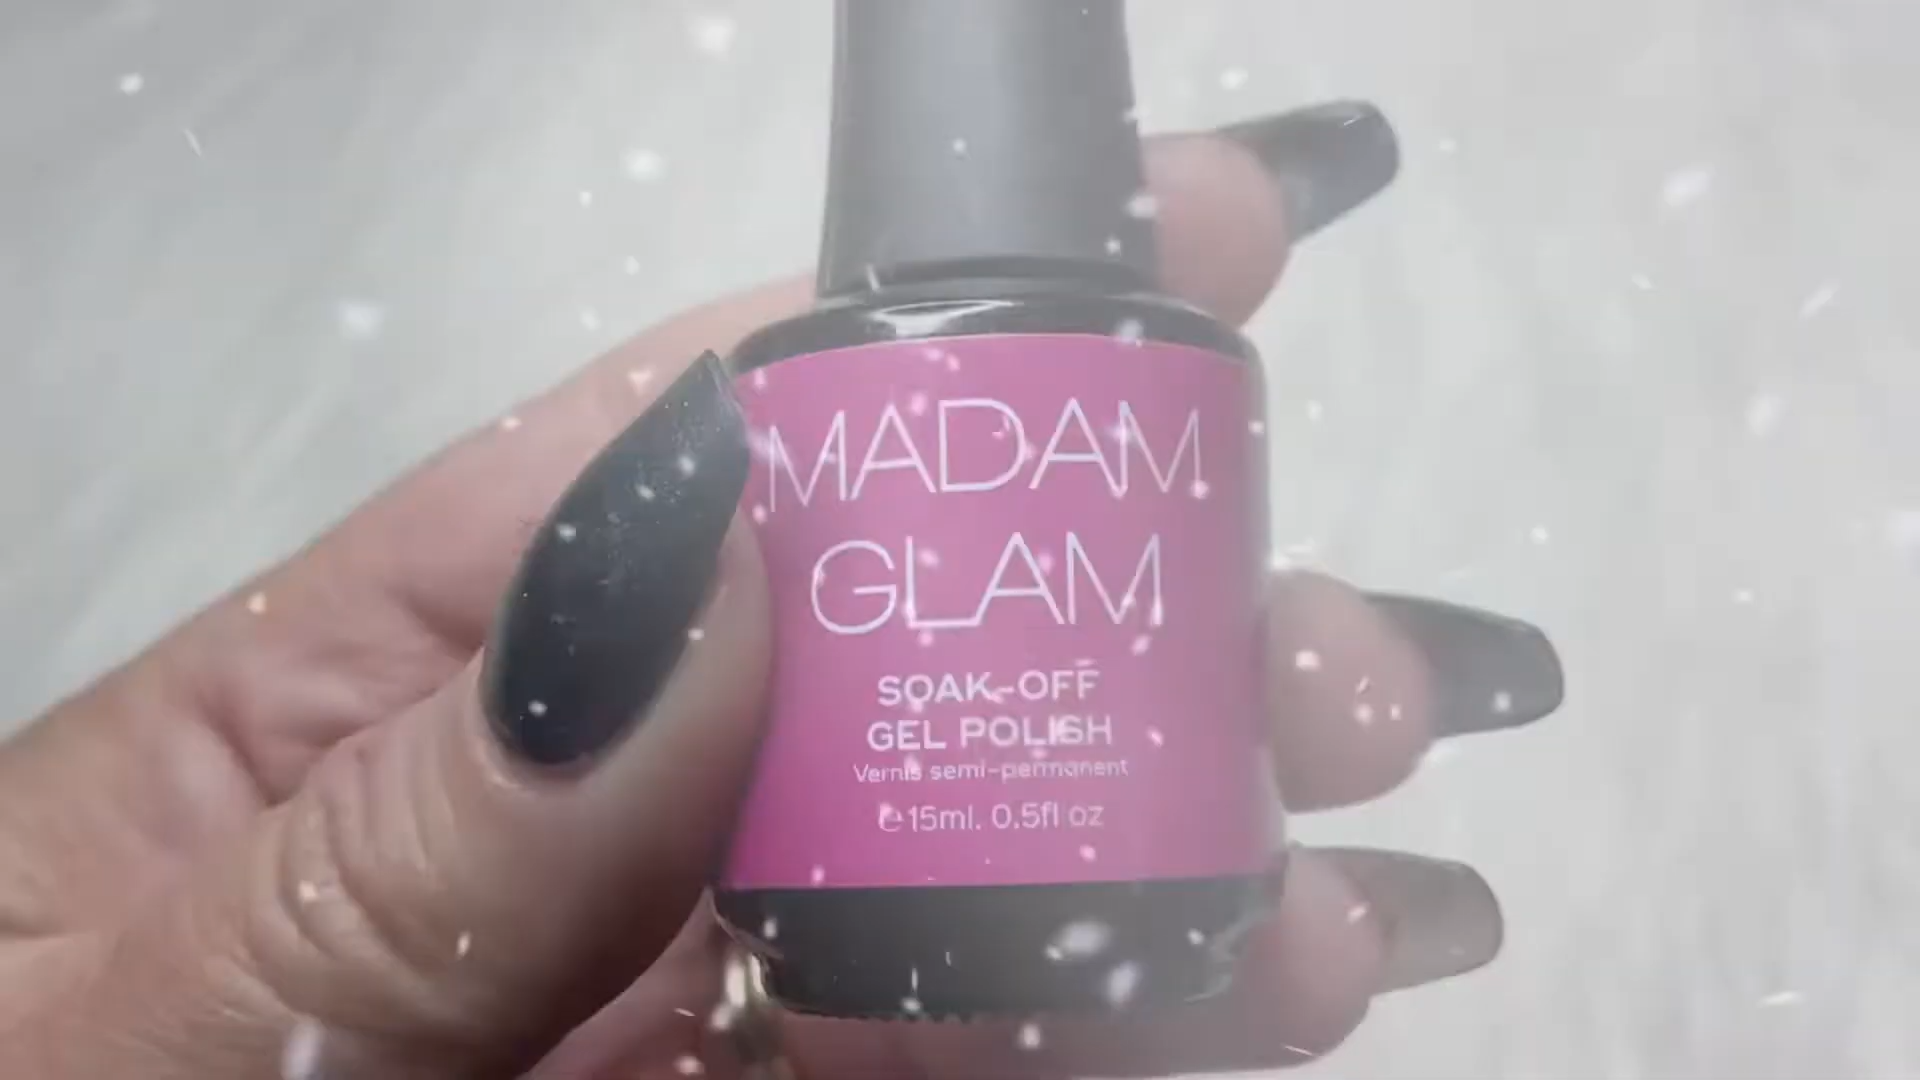 MADAM
GLAM
SOAK-OFF
GEL POLISH
Vernis semi-permanent
℮15ml. 0.5fl oz